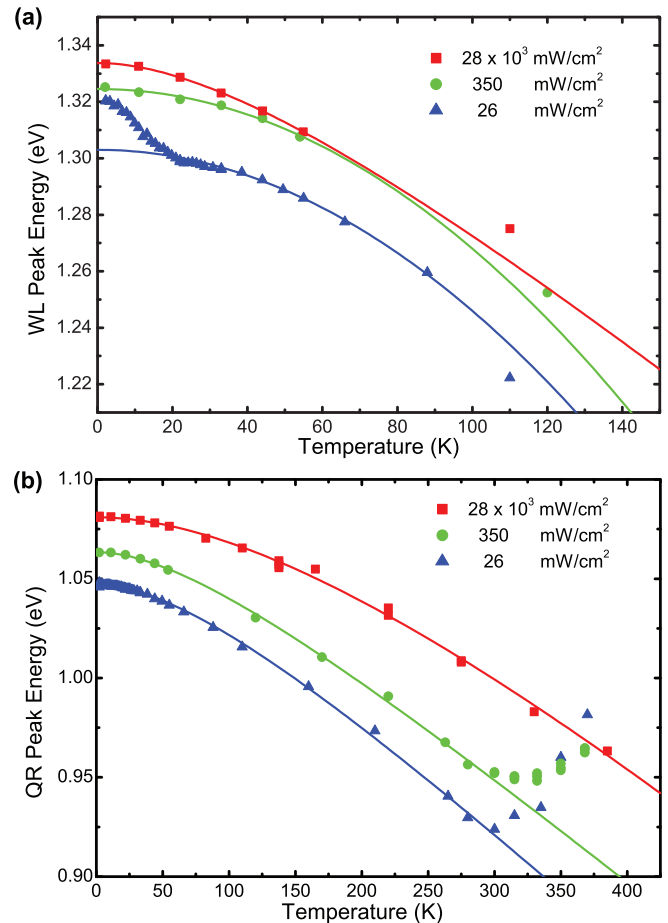 (a)
1.34
1.32
1.30
1.28
1.26
1.24
1.22
WL Peak Energy (eV)
28 x 10³ mW/cm²
350 mW/cm²
26 mW/cm²
0 20 40 60 80 100 120 140
Temperature (K)
(b)
1.10
1.05
1.00
0.95
0.90
QR Peak Energy (eV)
28 x 10³ mW/cm²
350 mW/cm²
26 mW/cm²
0 50 100 150 200 250 300 350 400
Temperature (K)